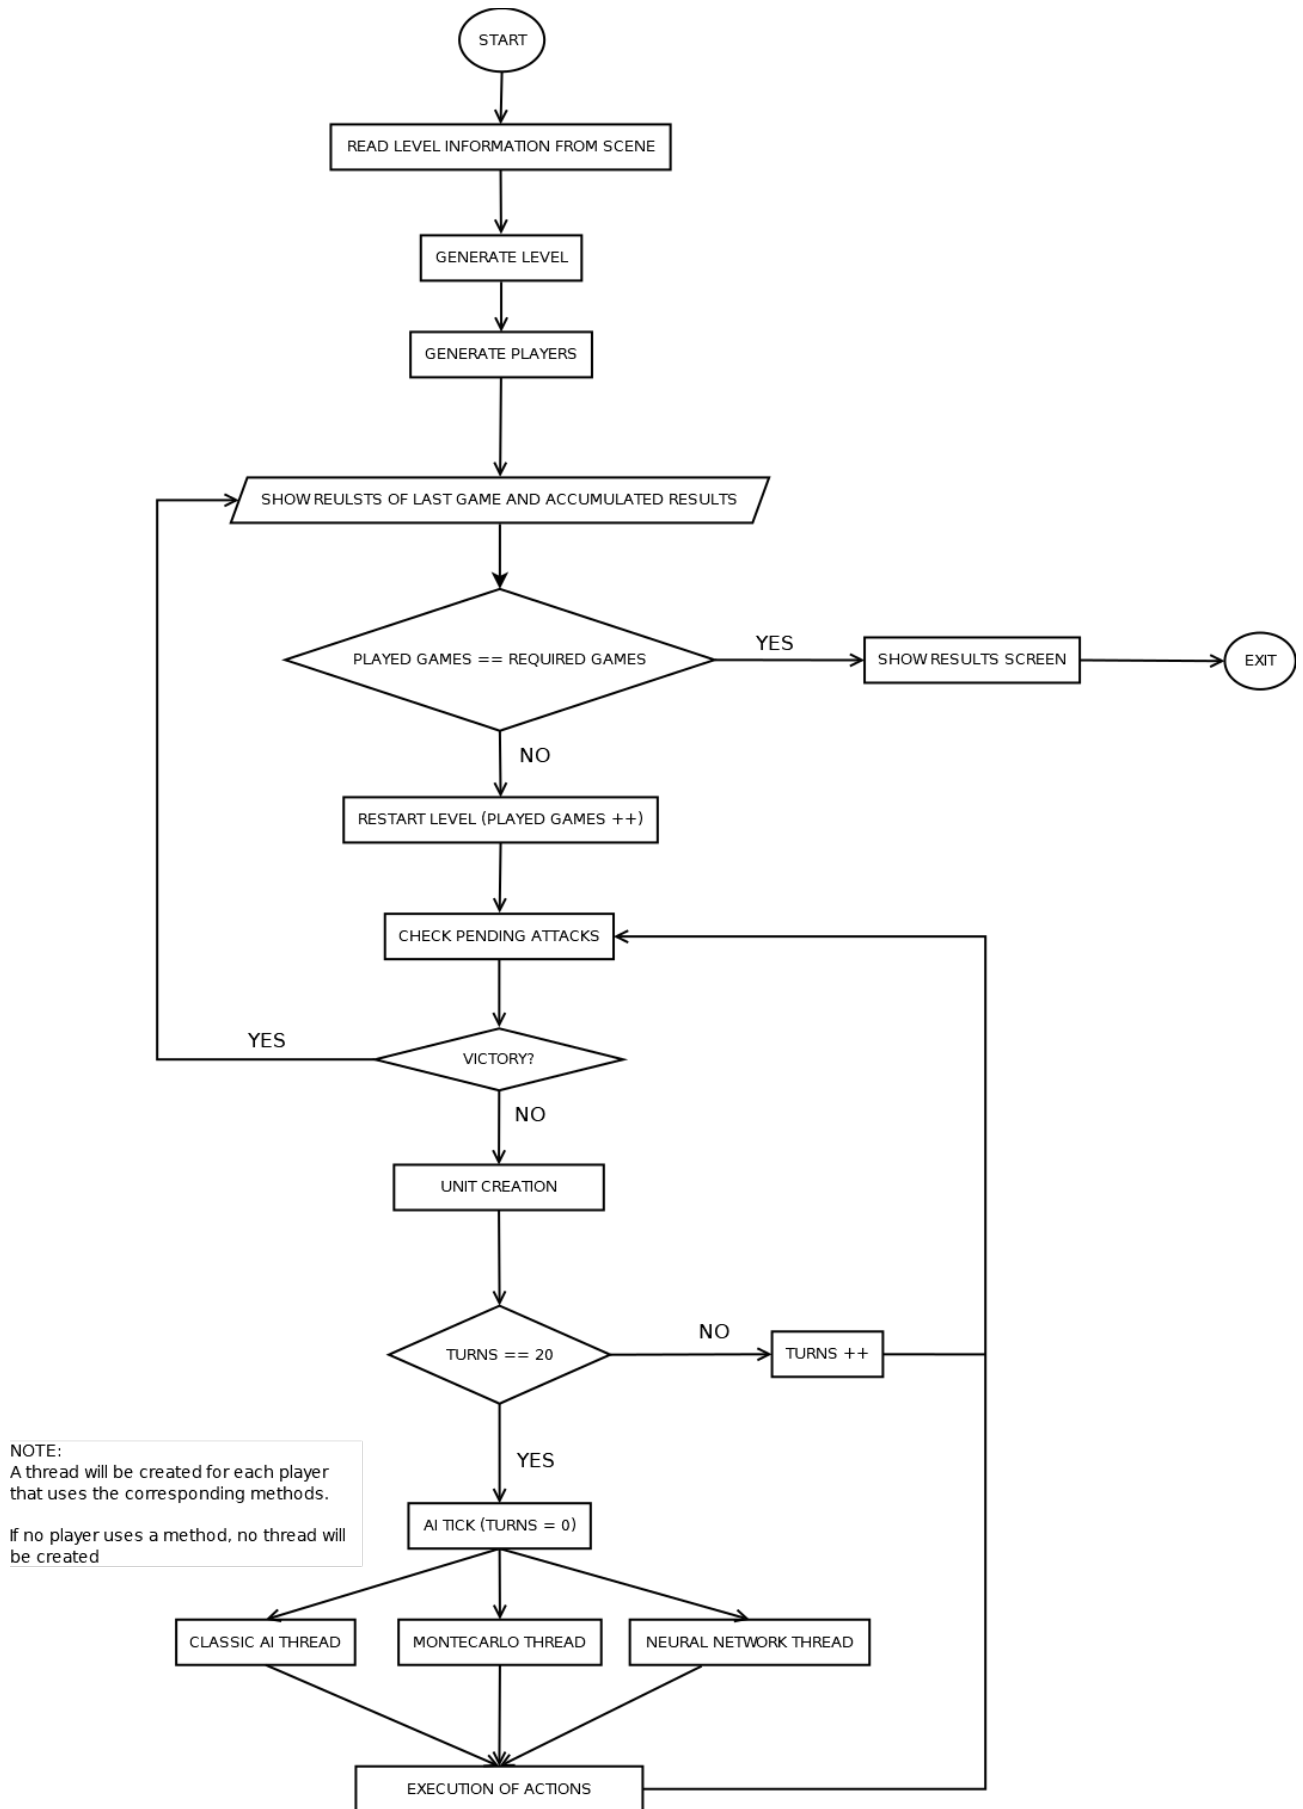 START
READ LEVEL INFORMATION FROM SCENE
GENERATE LEVEL
GENERATE PLAYERS
SHOW REULSTS OF LAST GAME AND ACCUMULATED RESULTS
PLAYED GAMES == REQUIRED GAMES
YES
SHOW RESULTS SCREEN
EXIT
NO
RESTART LEVEL (PLAYED GAMES ++)
CHECK PENDING ATTACKS
YES
VICTORY?
NO
UNIT CREATION
TURNS == 20
NO
TURNS ++
YES
NOTE:
A thread will be created for each player
that uses the corresponding methods.
If no player uses a method, no thread will
be created
AI TICK (TURNS = 0)
CLASSIC AI THREAD
MONTECARLO THREAD
NEURAL NETWORK THREAD
EXECUTION OF ACTIONS